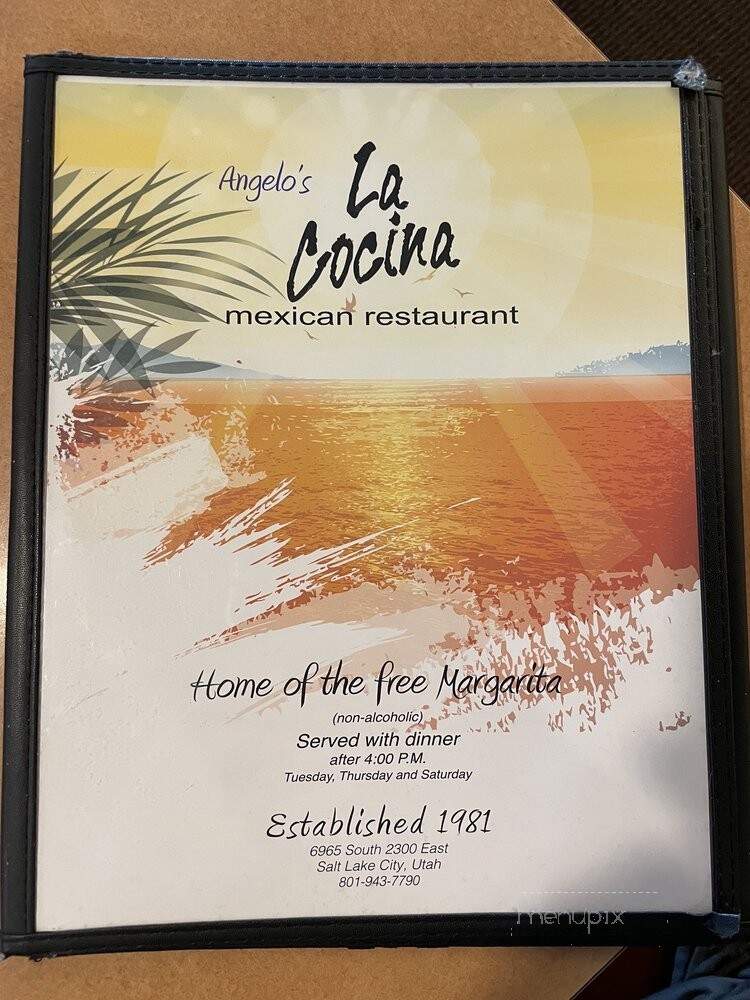 Angelo's
La
Cocina
mexican restaurant
Home of the free Margarita
(non-alcoholic)
Served with dinner
after 4:00 P.M.
Tuesday, Thursday and Saturday
Established 1981
6965 South 2300 East
Salt Lake City, Utah
801-943-7790
menupix